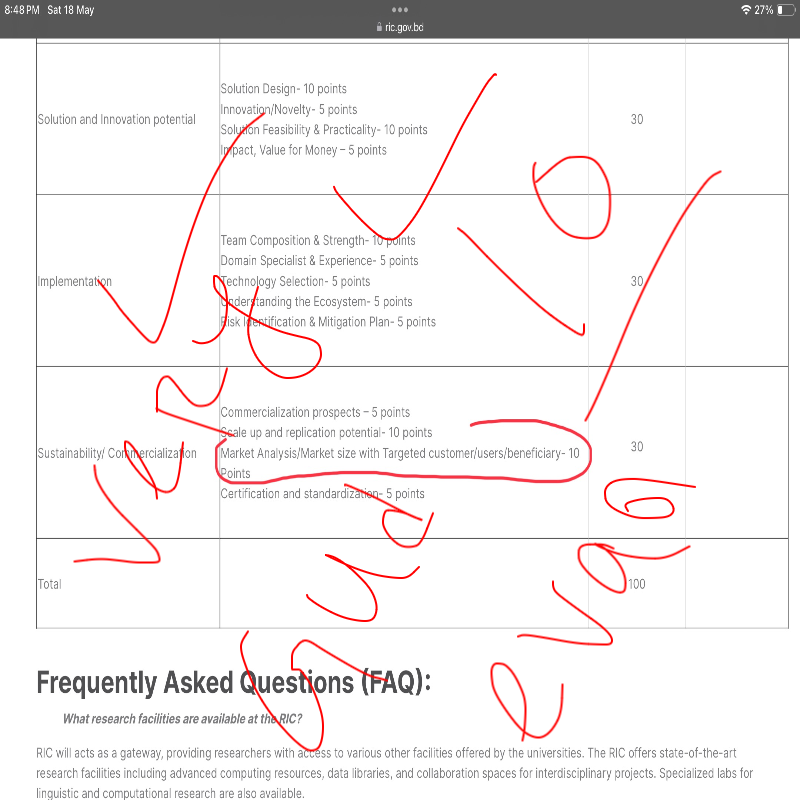 8:48 PM Sat 18 May
27%
ric.gov.bd
Solution and Innovation potential
Solution Design- 10 points
Innovation/Novelty- 5 points
Solution Feasibility & Practicality- 10 points
Impact, Value for Money – 5 points
30
Implementation
Team Composition & Strength- 10 points
Domain Specialist & Experience- 5 points
Technology Selection- 5 points
Understanding the Ecosystem- 5 points
Risk Identification & Mitigation Plan- 5 points
30
Sustainability/ Commercialization
Commercialization prospects – 5 points
Scale up and replication potential- 10 points
Market Analysis/Market size with Targeted customer/users/beneficiary- 10
Points
Certification and standardization- 5 points
30
Total
100
Frequently Asked Questions (FAQ):
What research facilities are available at the RIC?
RIC will acts as a gateway, providing researchers with access to various other facilities offered by the universities. The RIC offers state-of-the-art
research facilities including advanced computing resources, data libraries, and collaboration spaces for interdisciplinary projects. Specialized labs for
linguistic and computational research are also available.